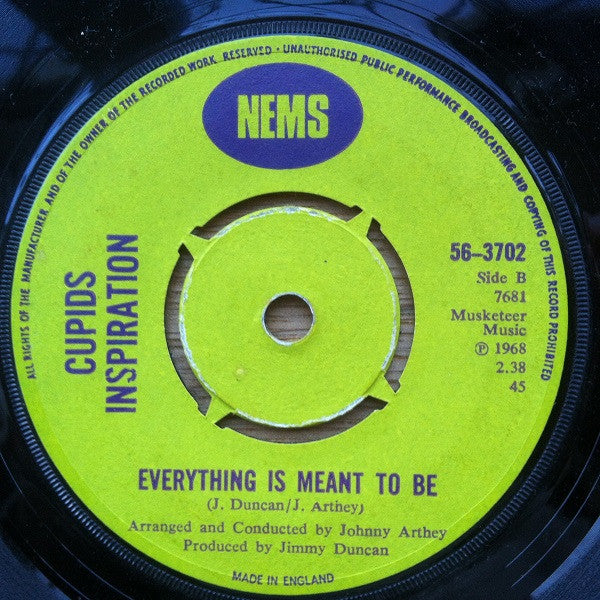 ALL RIGHTS OF THE MANUFACTURER AND OF THE OWNER OF THE RECORDED WORK RESERVED • UNAUTHORISED PUBLIC PERFORMANCE BROADCASTING AND COPYING OF THIS RECORD PROHIBITED
NEMS
CUPIDS
INSPIRATION
56–3702
Side B
7681
Musketeer
Music
℗ 1968
2.38
45
EVERYTHING IS MEANT TO BE
(J. Duncan/J. Arthey)
Arranged and Conducted by Johnny Arthey
Produced by Jimmy Duncan
MADE IN ENGLAND